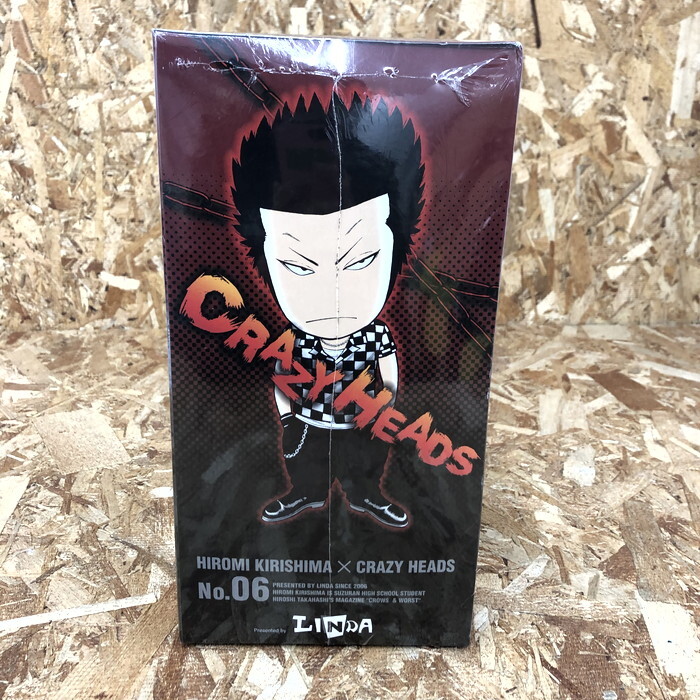 CRAZY HEADS
HIROMI KIRISHIMA × CRAZY HEADS
No.06
PRESENTED BY LINDA SINCE 2006
HIROMI KIRISHIMA IS SUZURAN HIGH SCHOOL STUDENT
HIROSHI TAKAHASHI'S MAGAZINE "CROWS & WORST"
Presented by LINDA